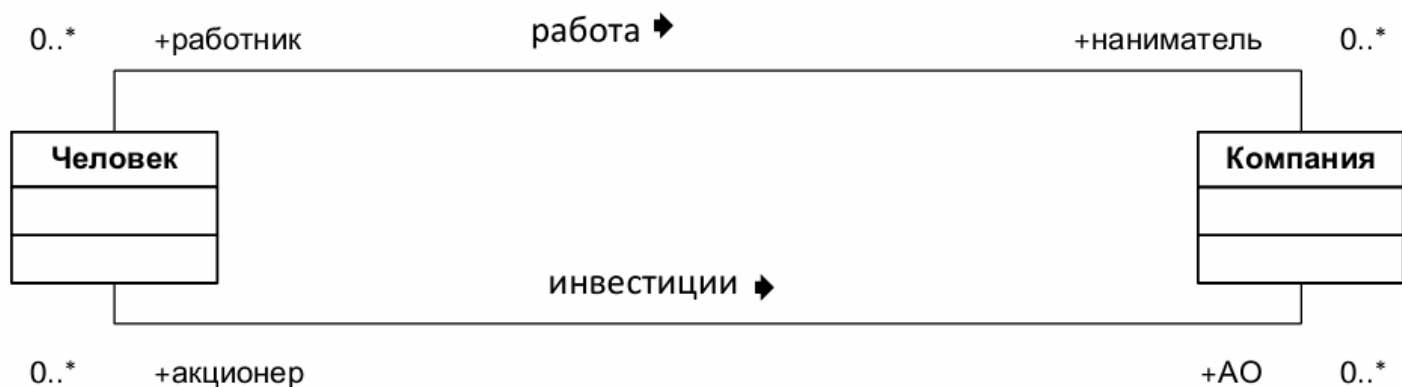 0..* +работник работа +наниматель 0..*
Человек Компания
инвестиции
0..* +акционер +АО 0..*